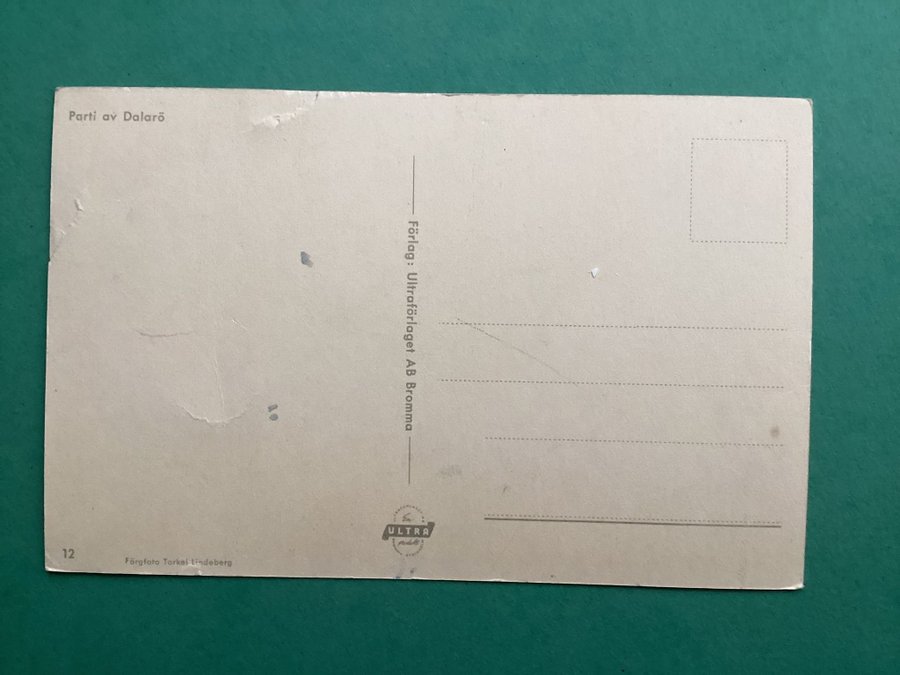 Parti av Dalarö
Förlag: Ultraförlaget AB Bromma
ULTRA
12
Färgfoto Torkel Lindeberg